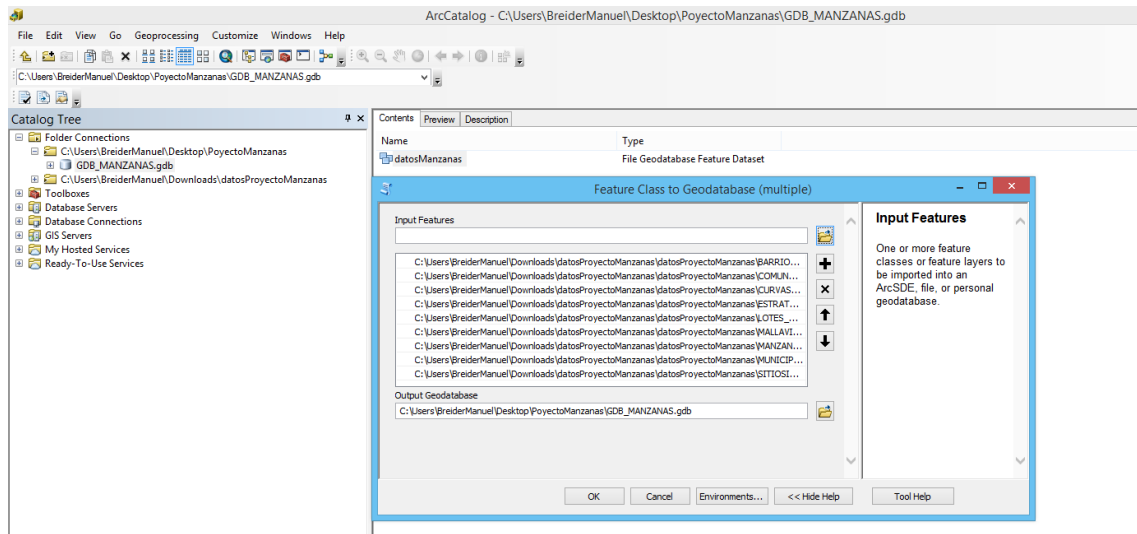 ArcCatalog - C:\Users\BreiderManuel\Desktop\PoyectoManzanas\GDB_MANZANAS.gdb
File Edit View Go Geoprocessing Customize Windows Help
C:\Users\BreiderManuel\Desktop\PoyectoManzanas\GDB_MANZANAS.gdb
Catalog Tree
Folder Connections
C:\Users\BreiderManuel\Desktop\PoyectoManzanas
GDB_MANZANAS.gdb
C:\Users\BreiderManuel\Downloads\datosProyectoManzanas
Toolboxes
Database Servers
Database Connections
GIS Servers
My Hosted Services
Ready-To-Use Services
Contents Preview Description
Name Type
datosManzanas File Geodatabase Feature Dataset
Feature Class to Geodatabase (multiple)
Input Features
C:\Users\BreiderManuel\Downloads\datosProyectoManzanas\datosProyectoManzanas\BARRIO...
C:\Users\BreiderManuel\Downloads\datosProyectoManzanas\datosProyectoManzanas\COMUN...
C:\Users\BreiderManuel\Downloads\datosProyectoManzanas\datosProyectoManzanas\CURVAS...
C:\Users\BreiderManuel\Downloads\datosProyectoManzanas\datosProyectoManzanas\ESTRAT...
C:\Users\BreiderManuel\Downloads\datosProyectoManzanas\datosProyectoManzanas\LOTES_...
C:\Users\BreiderManuel\Downloads\datosProyectoManzanas\datosProyectoManzanas\MALLAVI...
C:\Users\BreiderManuel\Downloads\datosProyectoManzanas\datosProyectoManzanas\MANZAN...
C:\Users\BreiderManuel\Downloads\datosProyectoManzanas\datosProyectoManzanas\MUNICIP...
C:\Users\BreiderManuel\Downloads\datosProyectoManzanas\datosProyectoManzanas\SITIOSI...
Output Geodatabase
C:\Users\BreiderManuel\Desktop\PoyectoManzanas\GDB_MANZANAS.gdb
OK Cancel Environments... << Hide Help Tool Help
Input Features
One or more feature
classes or feature layers to
be imported into an
ArcSDE, file, or personal
geodatabase.